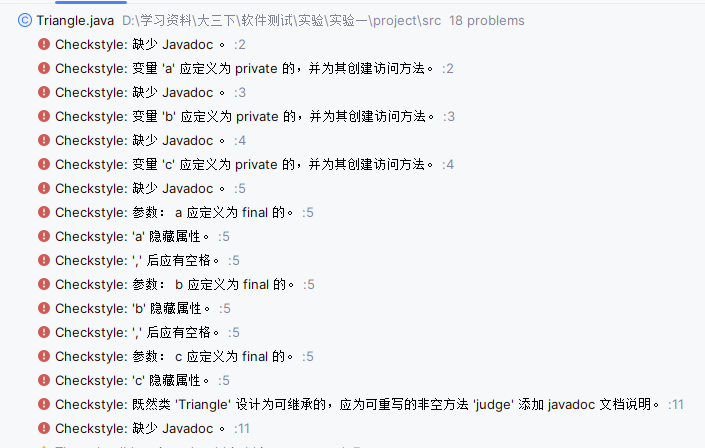 Triangle.java D:\学习资料\大三下\软件测试\实验\实验一\project\src 18 problems
Checkstyle: 缺少 Javadoc 。 :2
Checkstyle: 变量 'a' 应定义为 private 的，并为其创建访问方法。 :2
Checkstyle: 缺少 Javadoc 。 :3
Checkstyle: 变量 'b' 应定义为 private 的，并为其创建访问方法。 :3
Checkstyle: 缺少 Javadoc 。 :4
Checkstyle: 变量 'c' 应定义为 private 的，并为其创建访问方法。 :4
Checkstyle: 缺少 Javadoc 。 :5
Checkstyle: 参数： a 应定义为 final 的。 :5
Checkstyle: 'a' 隐藏属性。 :5
Checkstyle: ',' 后应有空格。 :5
Checkstyle: 参数： b 应定义为 final 的。 :5
Checkstyle: 'b' 隐藏属性。 :5
Checkstyle: ',' 后应有空格。 :5
Checkstyle: 参数： c 应定义为 final 的。 :5
Checkstyle: 'c' 隐藏属性。 :5
Checkstyle: 既然类 'Triangle' 设计为可继承的，应为可重写的非空方法 'judge' 添加 javadoc 文档说明。 :11
Checkstyle: 缺少 Javadoc 。 :11